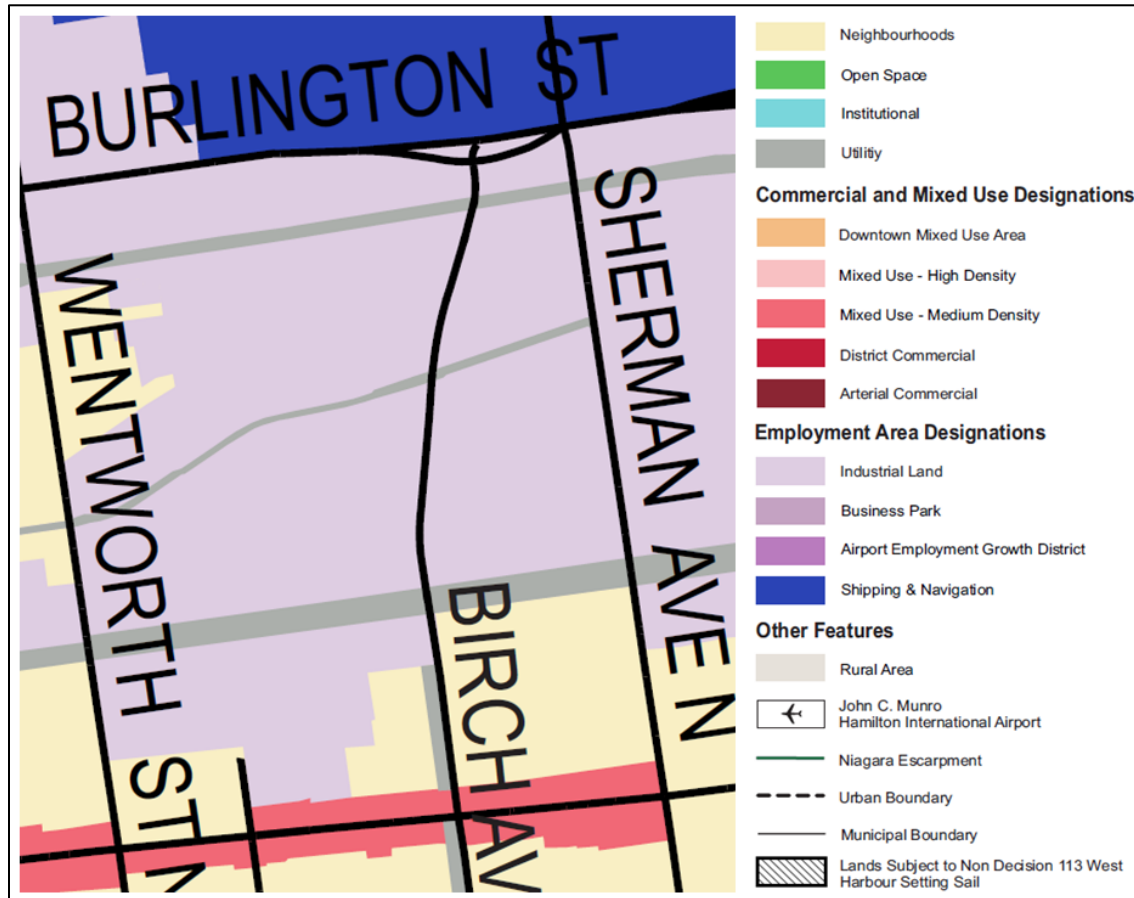 BURLINGTON ST
WENTWORTH ST N
SHERMAN AVE N
BIRCH AV
Neighbourhoods
Open Space
Institutional
Utilitiy
Commercial and Mixed Use Designations
Downtown Mixed Use Area
Mixed Use - High Density
Mixed Use - Medium Density
District Commercial
Arterial Commercial
Employment Area Designations
Industrial Land
Business Park
Airport Employment Growth District
Shipping & Navigation
Other Features
Rural Area
John C. Munro
Hamilton International Airport
Niagara Escarpment
Urban Boundary
Municipal Boundary
Lands Subject to Non Decision 113 West
Harbour Setting Sail